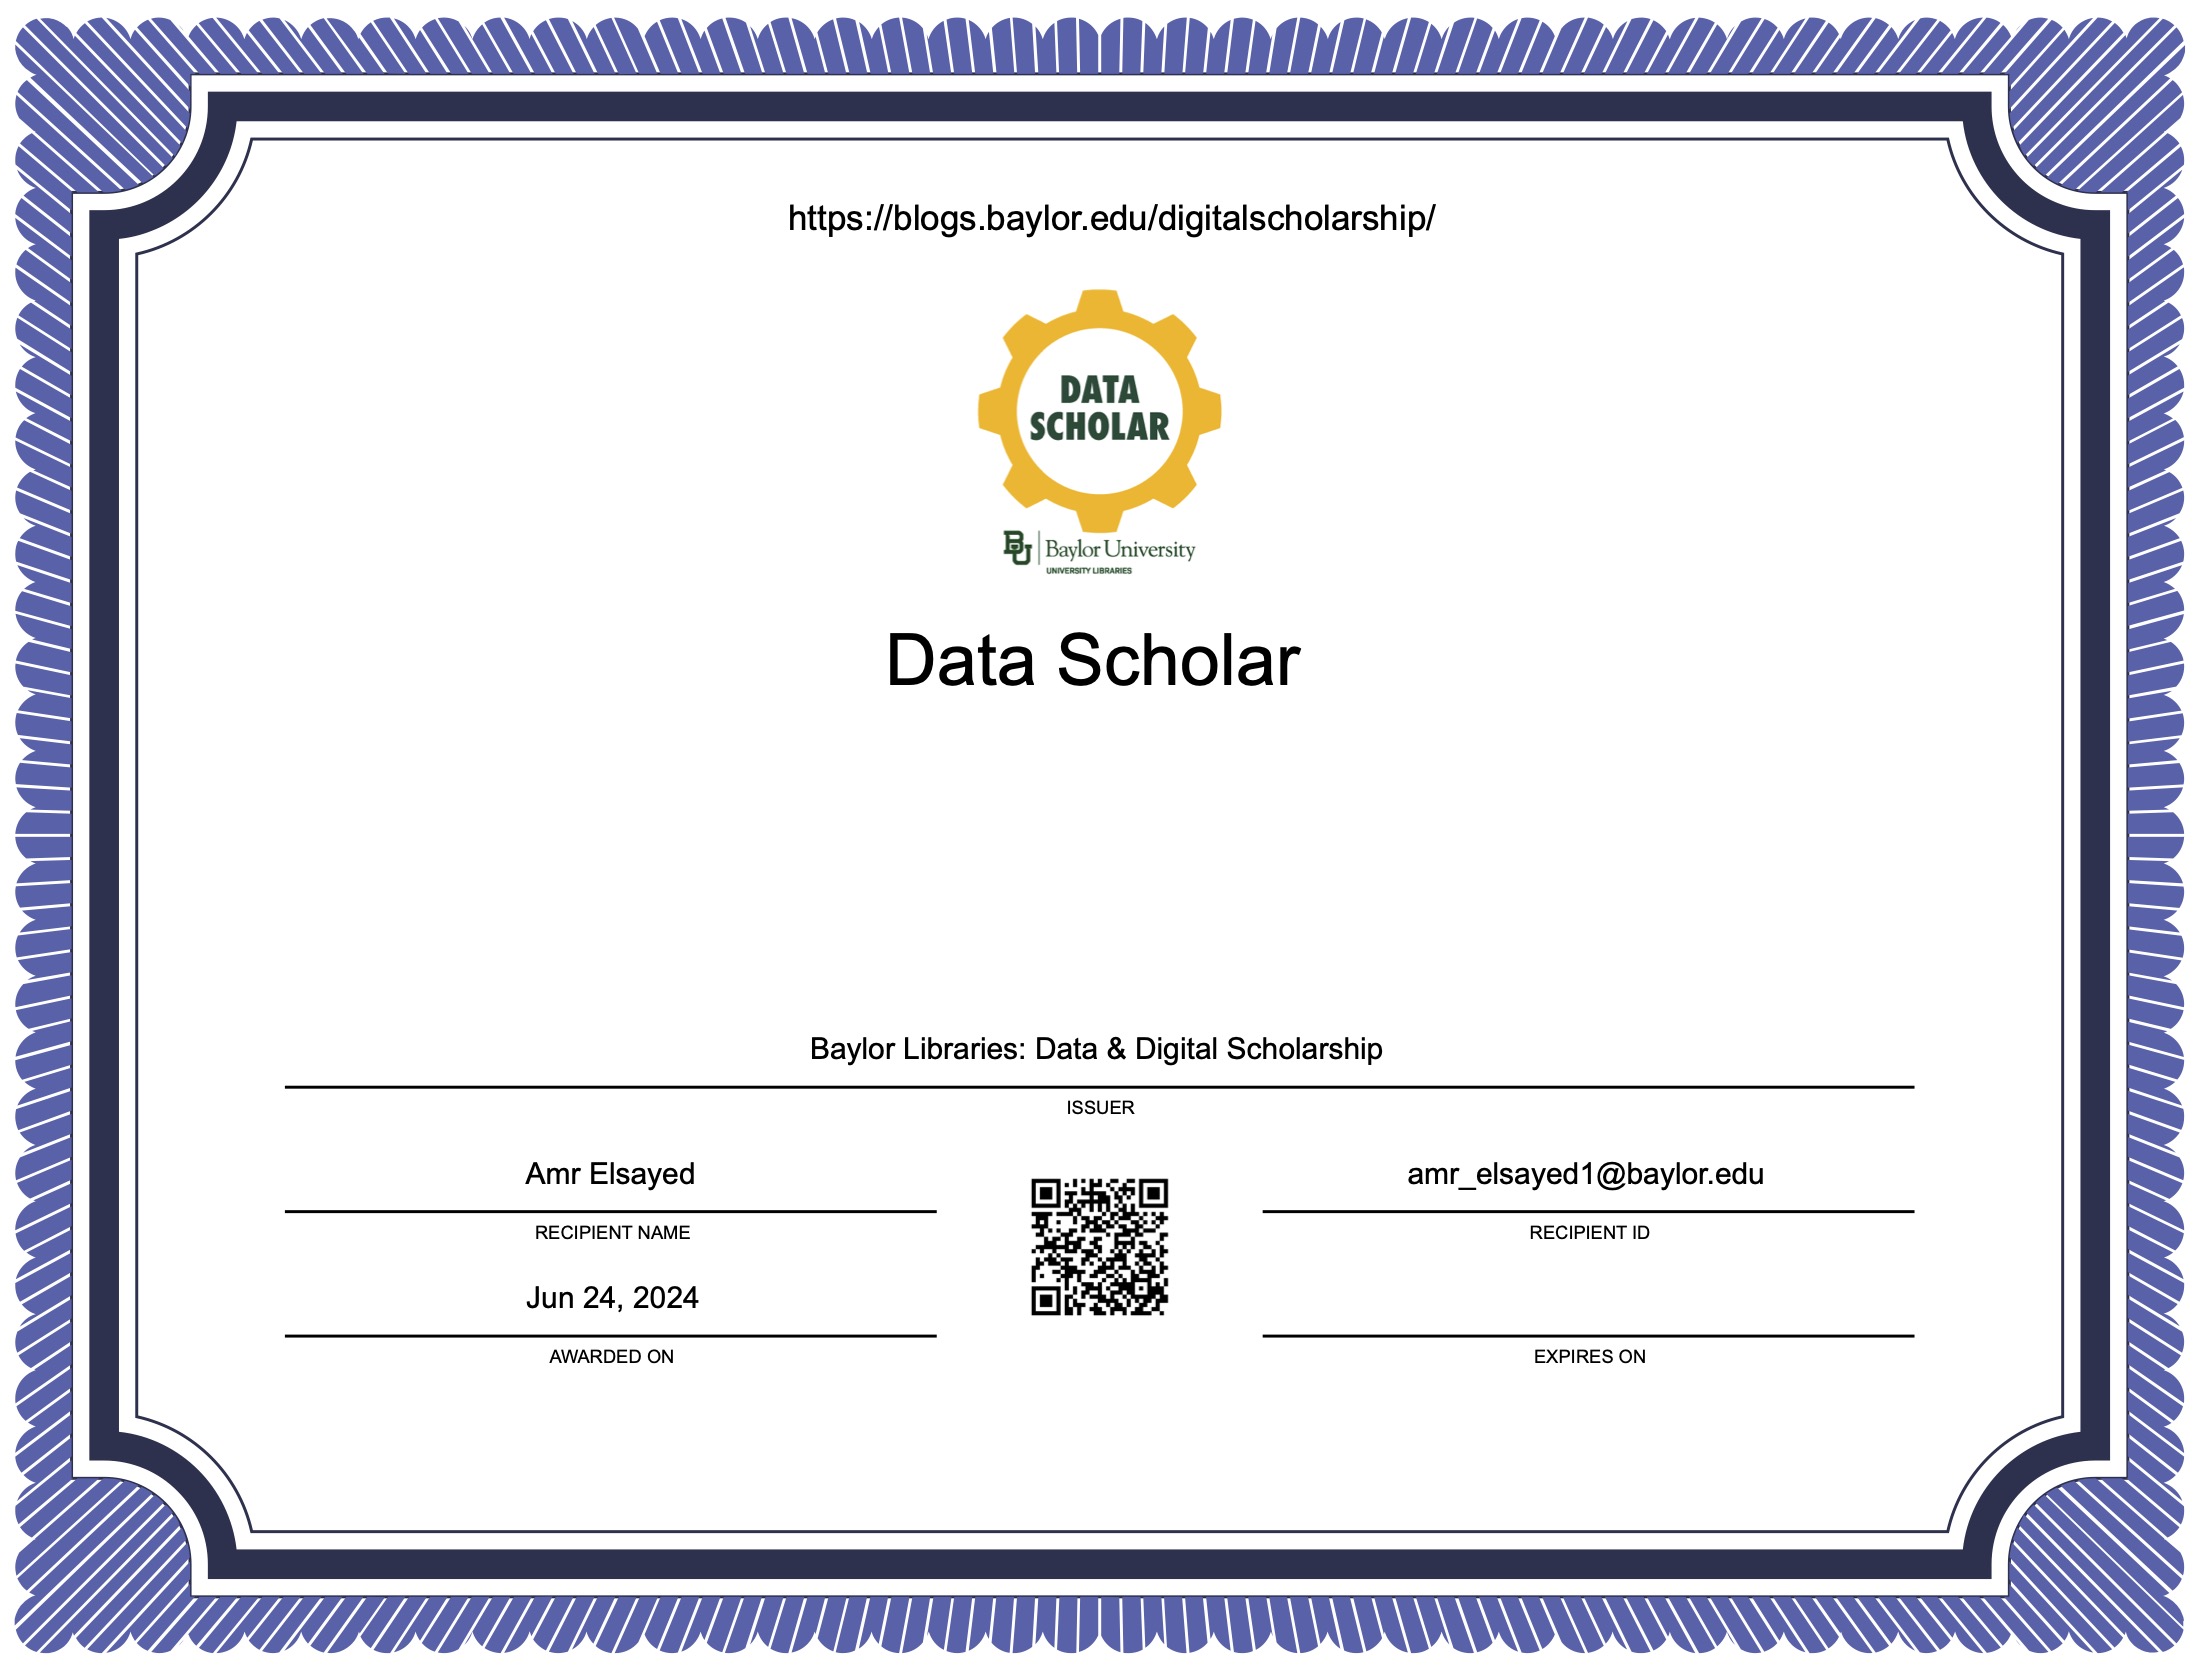 https://blogs.baylor.edu/digitalscholarship/
DATA
SCHOLAR
BU Baylor University
UNIVERSITY LIBRARIES
Data Scholar
Baylor Libraries: Data & Digital Scholarship
ISSUER
Amr Elsayed
RECIPIENT NAME
amr_elsayed1@baylor.edu
RECIPIENT ID
Jun 24, 2024
AWARDED ON
EXPIRES ON